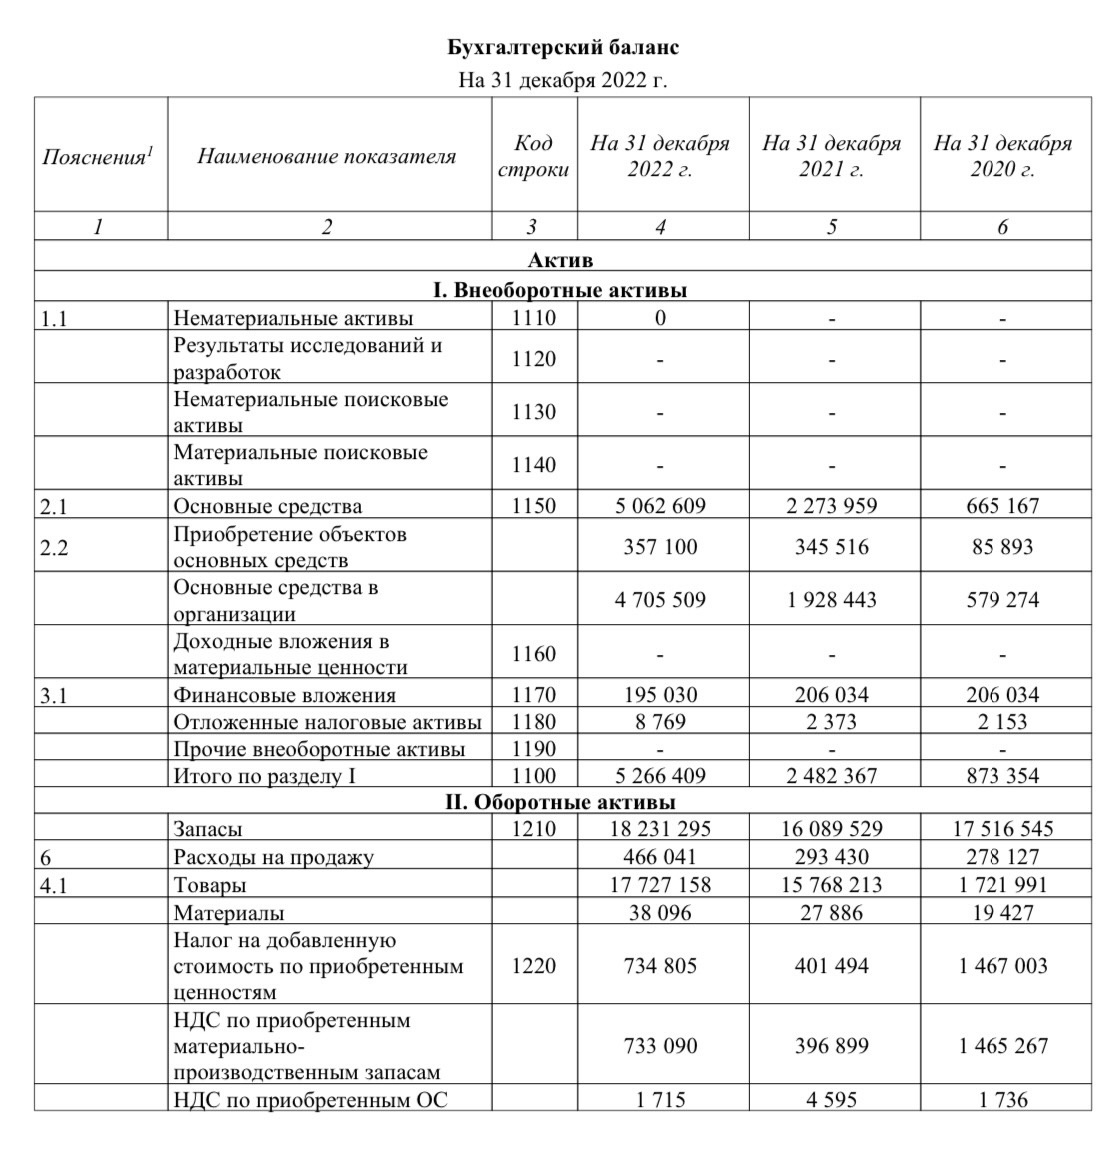 Бухгалтерский баланс
На 31 декабря 2022 г.
Пояснения¹ Наименование показателя Код строки На 31 декабря 2022 г. На 31 декабря 2021 г. На 31 декабря 2020 г.
1 2 3 4 5 6
Актив
I. Внеоборотные активы
1.1 Нематериальные активы 1110 0 - -
Результаты исследований и
разработок 1120 - - -
Нематериальные поисковые
активы 1130 - - -
Материальные поисковые
активы 1140 - - -
2.1 Основные средства 1150 5 062 609 2 273 959 665 167
2.2 Приобретение объектов
основных средств 357 100 345 516 85 893
Основные средства в
организации 4 705 509 1 928 443 579 274
Доходные вложения в
материальные ценности 1160 - - -
3.1 Финансовые вложения 1170 195 030 206 034 206 034
Отложенные налоговые активы 1180 8 769 2 373 2 153
Прочие внеоборотные активы 1190 - - -
Итого по разделу I 1100 5 266 409 2 482 367 873 354
II. Оборотные активы
Запасы 1210 18 231 295 16 089 529 17 516 545
6 Расходы на продажу 466 041 293 430 278 127
4.1 Товары 17 727 158 15 768 213 1 721 991
Материалы 38 096 27 886 19 427
Налог на добавленную
стоимость по приобретенным
ценностям 1220 734 805 401 494 1 467 003
НДС по приобретенным
материально-
производственным запасам 733 090 396 899 1 465 267
НДС по приобретенным ОС 1 715 4 595 1 736